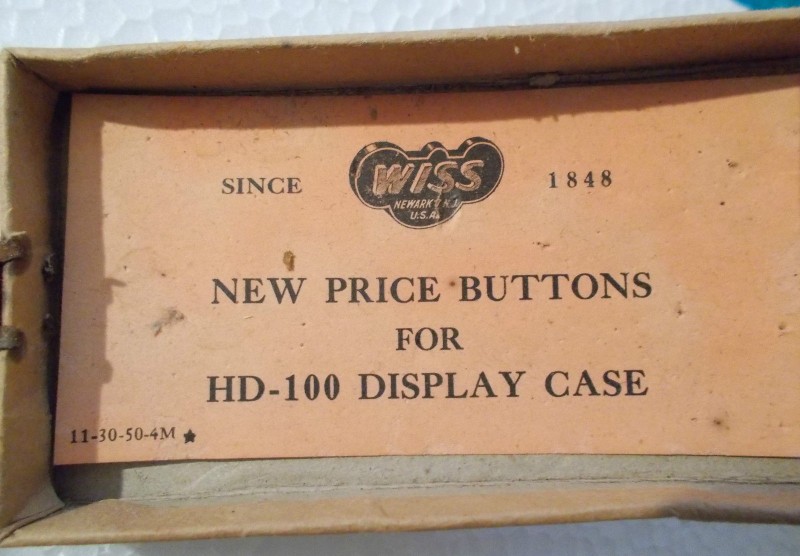 SINCE WISS 1848
NEWARK N.J.
U.S.A.
NEW PRICE BUTTONS
FOR
HD-100 DISPLAY CASE
11-30-50-4M ★